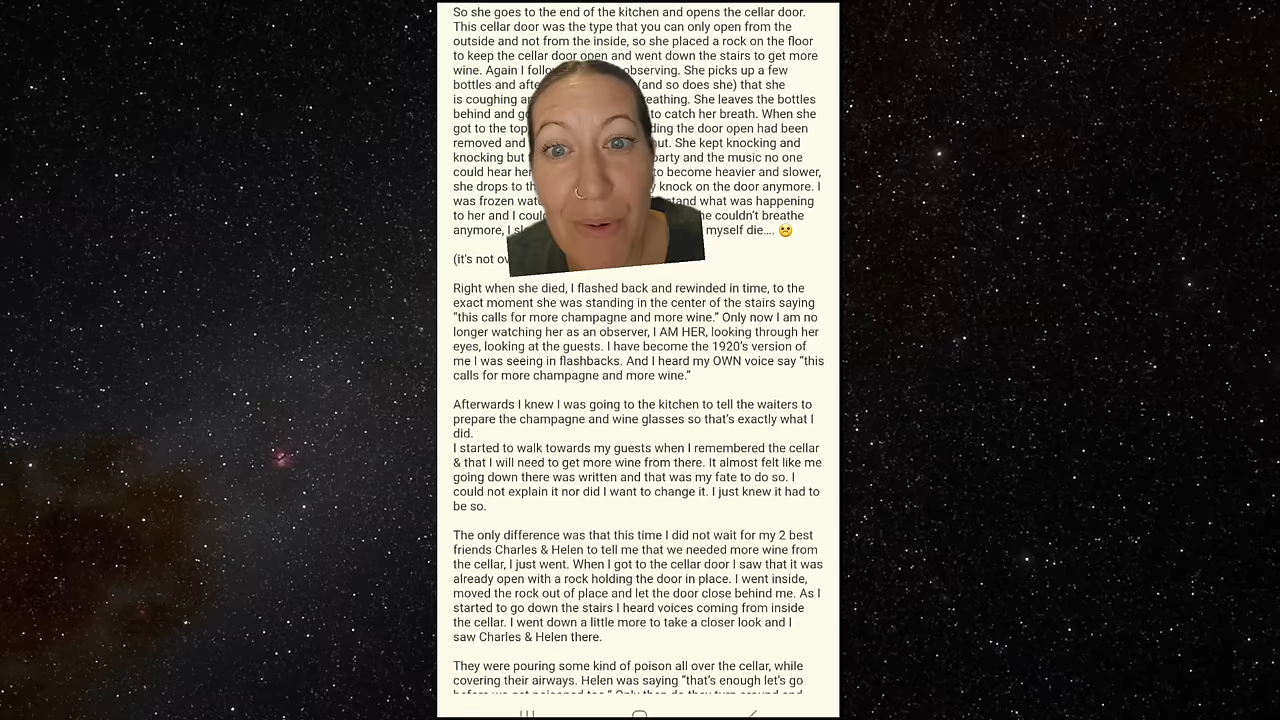 So she goes to the end of the kitchen and opens the cellar door.
This cellar door was the type that you can only open from the
outside and not from the inside, so she placed a rock on the floor
to keep the cellar door open and went down the stairs to get more
wine. Again I observing. She picks up a few
bottles and (and so does she) that she
is coughing She leaves the bottles
behind and to catch her breath. When she
got to the top the door open had been
removed and She kept knocking and
knocking but party and the music no one
could hear her to become heavier and slower,
she drops to knock on the door anymore. I
was frozen what was happening
to her and I couldn't breathe
anymore, I myself die.... 😕
(it's not
Right when she died, I flashed back and rewinded in time, to the
exact moment she was standing in the center of the stairs saying
“this calls for more champagne and more wine.” Only now I am no
longer watching her as an observer, I AM HER, looking through her
eyes, looking at the guests. I have become the 1920’s version of
me I was seeing in flashbacks. And I heard my OWN voice say “this
calls for more champagne and more wine.”
Afterwards I knew I was going to the kitchen to tell the waiters to
prepare the champagne and wine glasses so that’s exactly what I
did.
I started to walk towards my guests when I remembered the cellar
& that I will need to get more wine from there. It almost felt like me
going down there was written and that was my fate to do so. I
could not explain it nor did I want to change it. I just knew it had to
be so.
The only difference was that this time I did not wait for my 2 best
friends Charles & Helen to tell me that we needed more wine from
the cellar, I just went. When I got to the cellar door I saw that it was
already open with a rock holding the door in place. I went inside,
moved the rock out of place and let the door close behind me. As I
started to go down the stairs I heard voices coming from inside
the cellar. I went down a little more to take a closer look and I
saw Charles & Helen there.
They were pouring some kind of poison all over the cellar, while
covering their airways. Helen was saying “that’s enough let's go